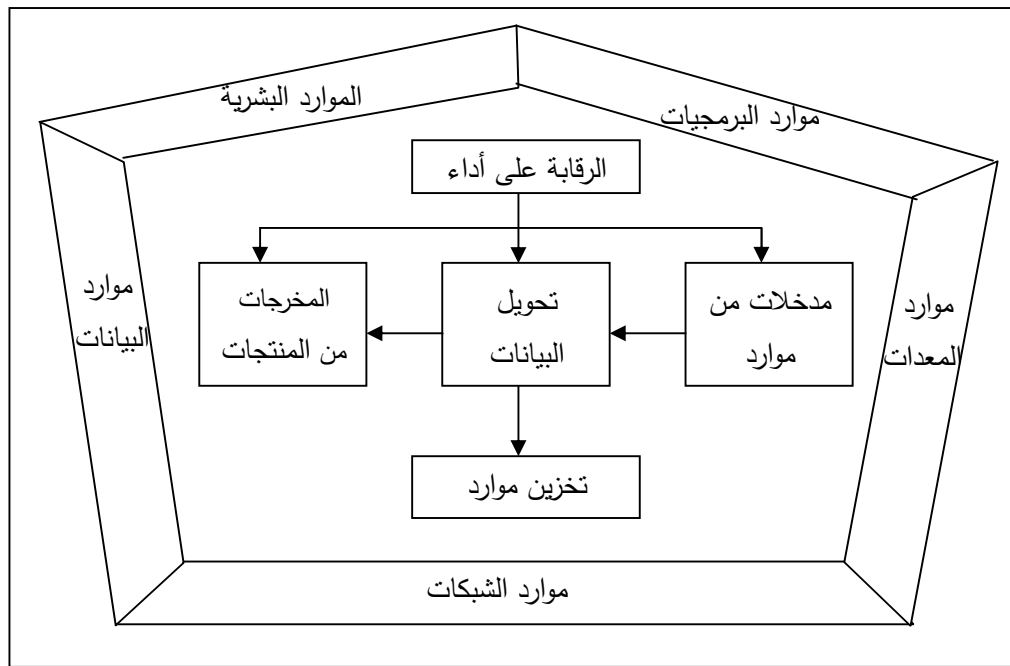 الموارد البشرية
موارد البرمجيات
الرقابة على أداء
مدخلات من
موارد
تحويل
البيانات
المخرجات
من المنتجات
موارد
المعدات
موارد
البيانات
تخزين موارد
موارد الشبكات